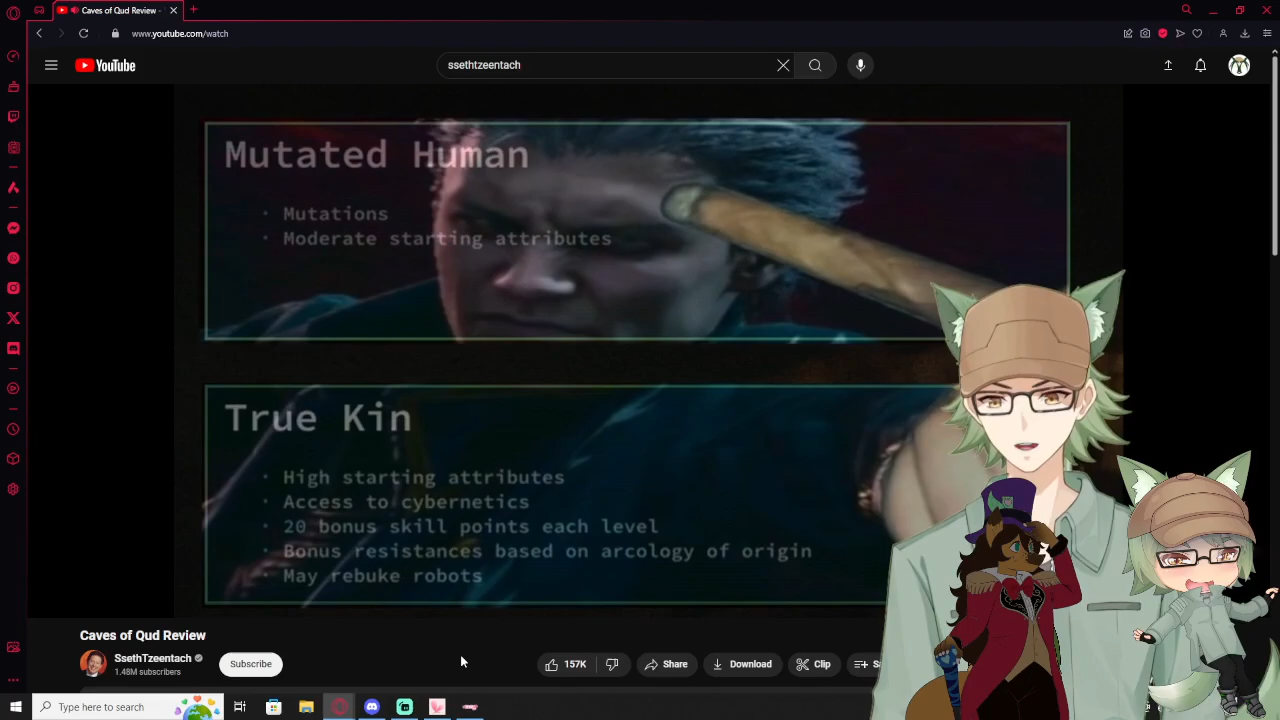 Caves of Qud Review -
www.youtube.com/watch
YouTube
ssethtzeentach
Mutated Human
· Mutations
· Moderate starting attributes
True Kin
· High starting attributes
· Access to cybernetics
· 20 bonus skill points each level
· Bonus resistances based on arcology of origin
· May rebuke robots
Caves of Qud Review
SsethTzeentach
1.48M subscribers
Subscribe
157K
Share
Download
Clip
Type here to search